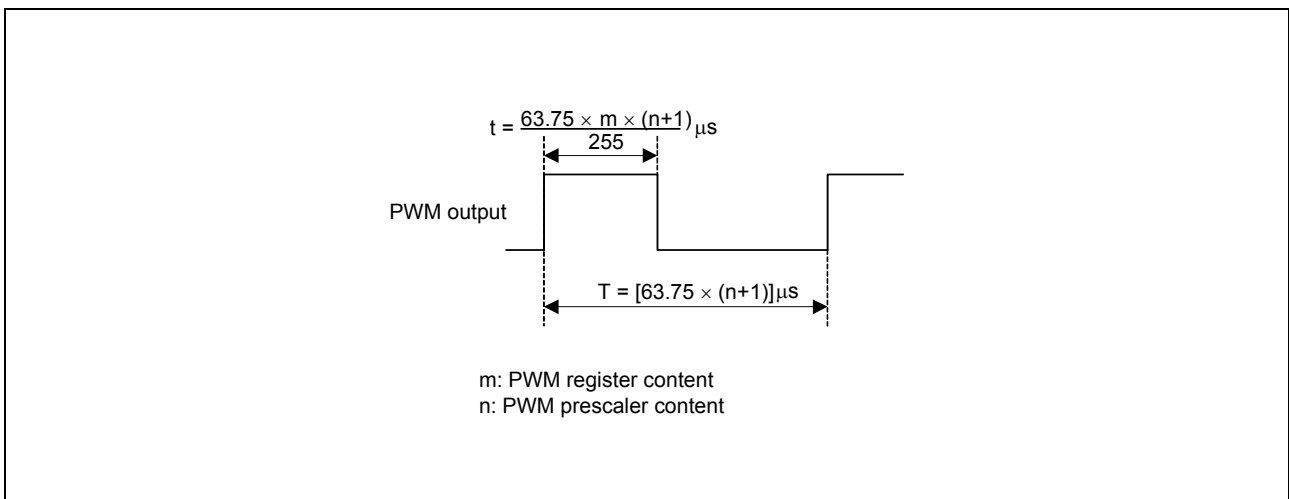 t = 63.75 × m × (n+1) μs
255
PWM output
T = [63.75 × (n+1)] μs
m: PWM register content
n: PWM prescaler content